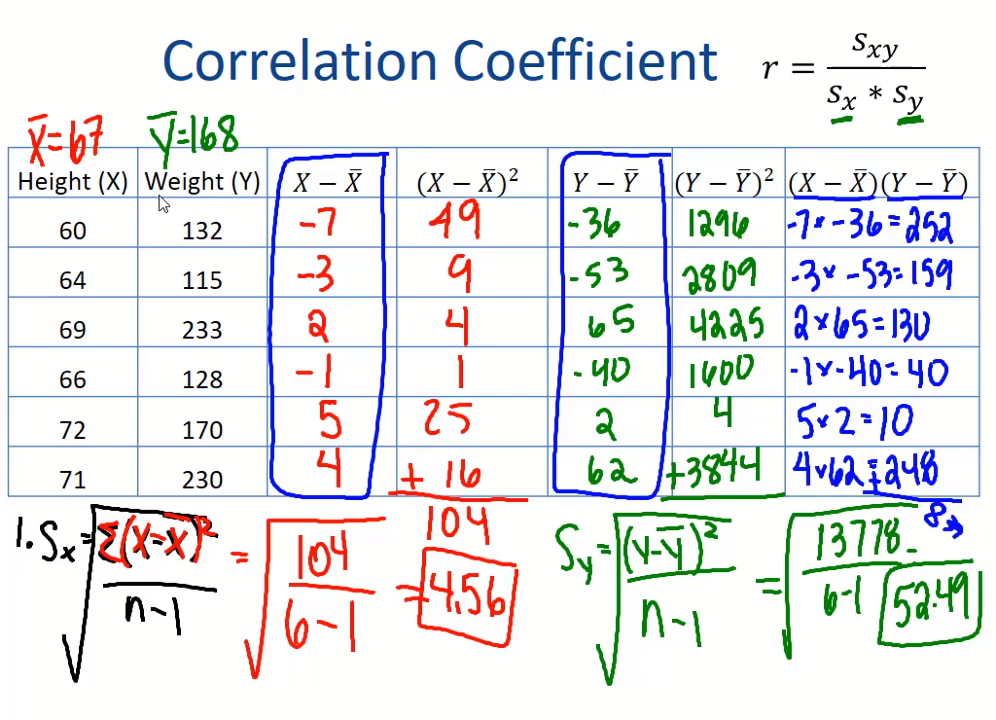 Correlation Coefficient
r = s_xy / (s_x * s_y)
X̄=67 Ȳ=168
Height (X) Weight (Y) X − X̄ (X − X̄)² Y − Ȳ (Y − Ȳ)² (X − X̄)(Y − Ȳ)
60 132 -7 49 -36 1296 -7*-36=252
64 115 -3 9 -53 2809 -3*-53=159
69 233 2 4 65 4225 2*65=130
66 128 -1 1 -40 1600 -1*-40=40
72 170 5 25 2 4 5*2=10
71 230 4 + 16 62 +3844 4*62=+248
104 8
1. Sx = √(Σ(X-X̄)² / n-1) = √(104 / 6-1) = 4.56
Sy = √((Y-Ȳ)² / n-1) = √(13778 / 6-1) = 52.49